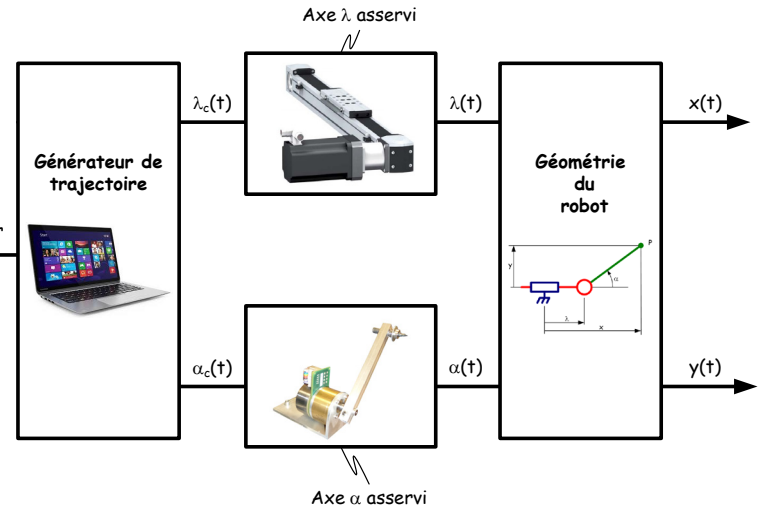 Axe λ asservi
λc(t)
λ(t)
x(t)
Générateur de
trajectoire
Géométrie
du
robot
P
y
α
λ
x
αc(t)
α(t)
y(t)
Axe α asservi